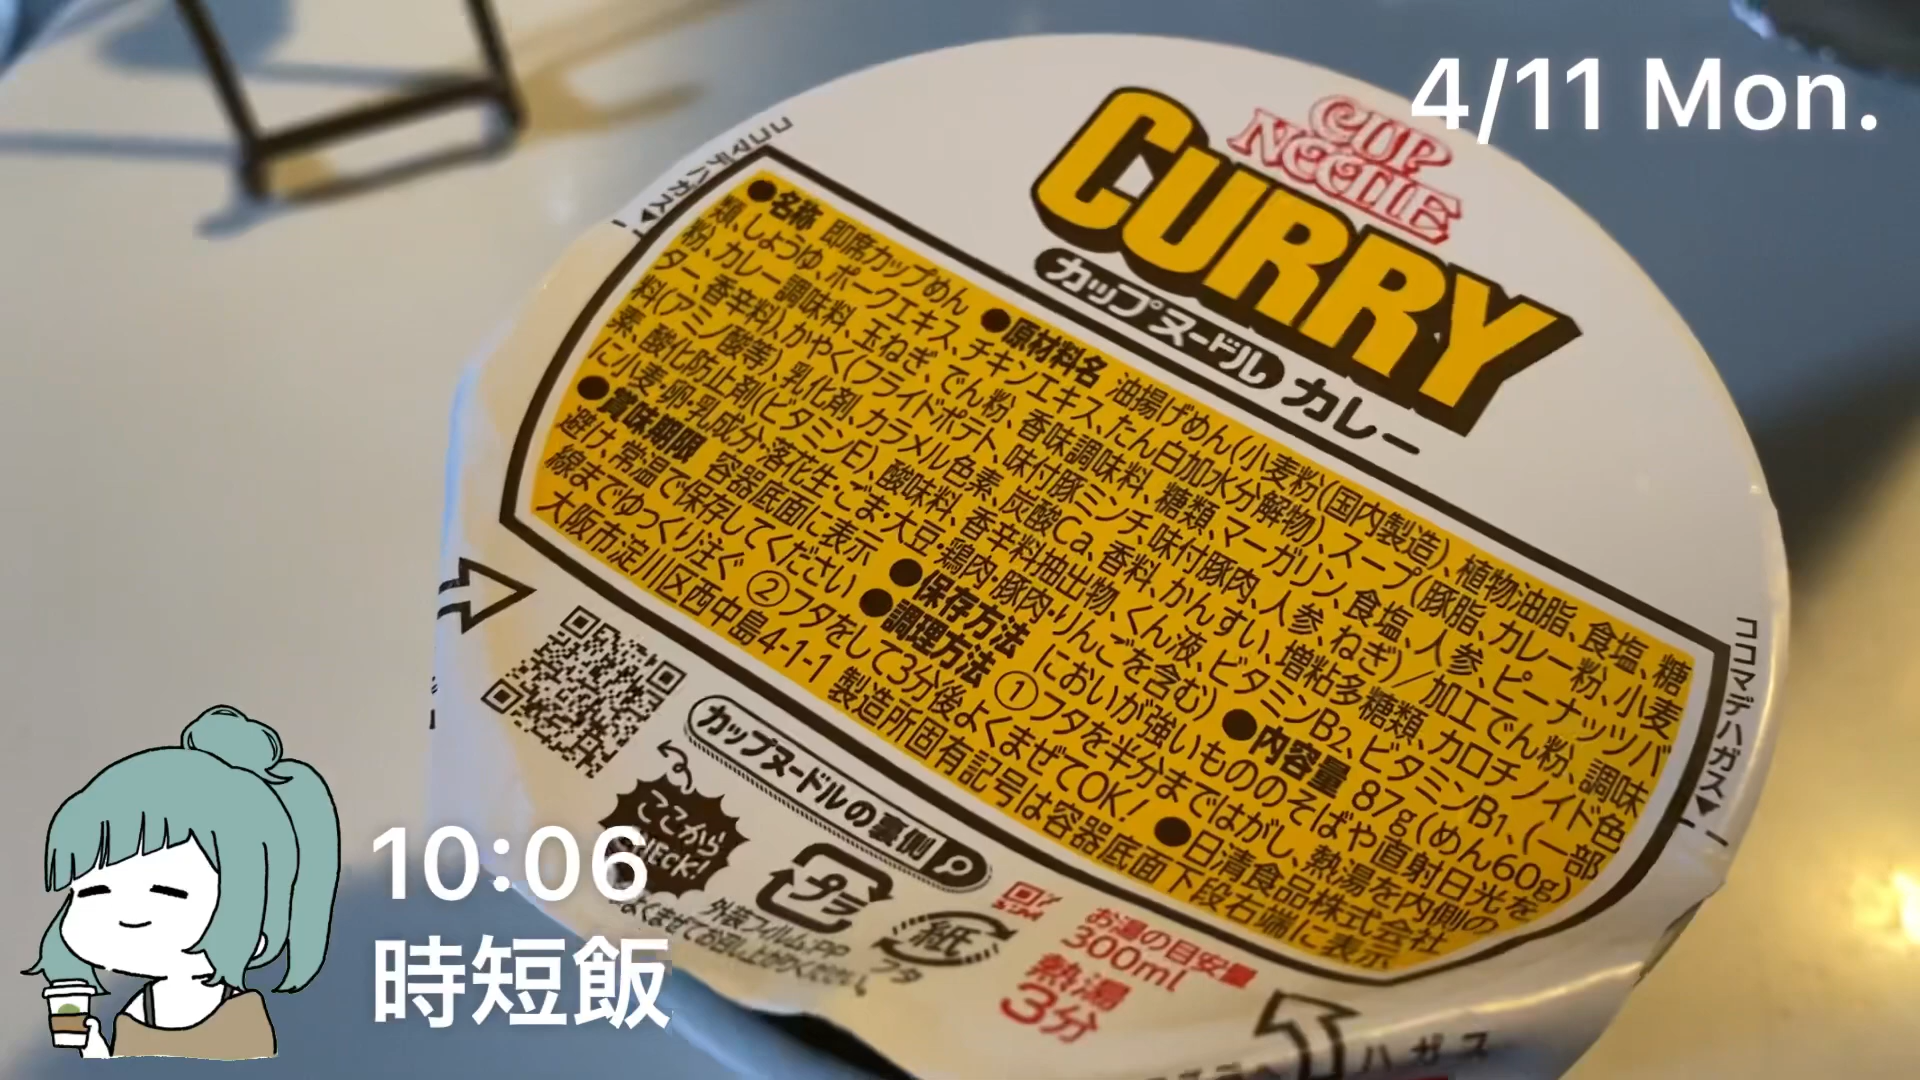 4/11 Mon.
CUP
NOODLE
CURRY
カップヌードル カレー
ココマデハガス
●名称 即席カップめん ●原材料名 油揚げめん(小麦粉(国内製造)、植物油脂、食塩、糖
類、しょうゆ、ポークエキス、チキンエキス、たん白加水分解物)、スープ(豚脂、カレー粉、小麦
粉、カレー調味料、玉ねぎ、でん粉、香味調味料、糖類、マーガリン、食塩、人参、ピーナッツバ
ター、香辛料)、かやく(フライドポテト、味付豚ミンチ、味付豚肉、人参、ねぎ)／加工でん粉、調味
料(アミノ酸等)、乳化剤、カラメル色素、炭酸Ca、香料、かんすい、増粘多糖類、カロチノイド色
素、酸化防止剤(ビタミンE)、酸味料、香辛料抽出物、くん液、ビタミンB2、ビタミンB1、(一部
に小麦・卵・乳成分・落花生・ごま・大豆・鶏肉・豚肉・りんごを含む) ●内容量 87g(めん60g)
●賞味期限 容器底面に表示 ●保存方法 においが強いもののそばや直射日光を
避け、常温で保存してください ●調理方法 ①フタを半分まではがし、熱湯を内側の
線までゆっくり注ぐ ②フタをして3分後よくまぜてOK! ●日清食品株式会社
大阪市淀川区西中島4-1-1 製造所固有記号は容器底面下段右端に表示
ココマデハガス
カップヌードルの裏側
ここから
CHECK!
プラ
外装フィルム:PP
紙
フタ
よくまぜてお召し上がりください。
お湯の目安量
300ml
熱湯
3分
ハガス
10:06
時短飯